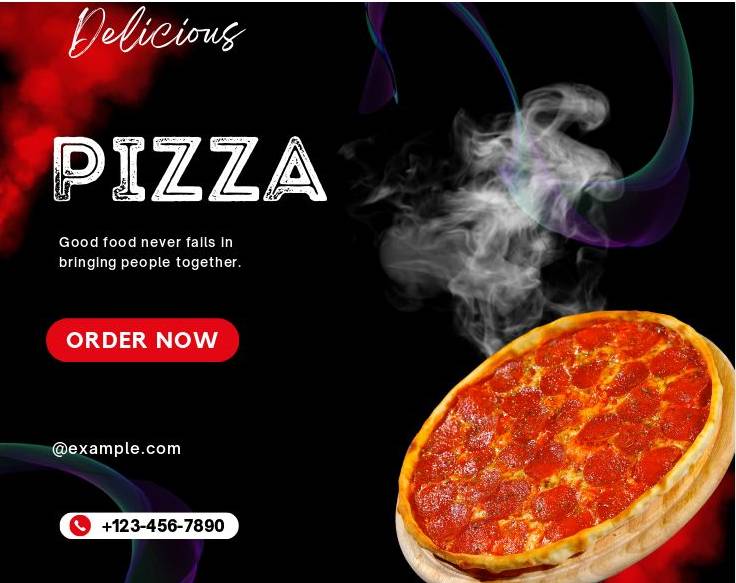 Delicious
PIZZA
Good food never fails in
bringing people together.
ORDER NOW
@example.com
+123-456-7890